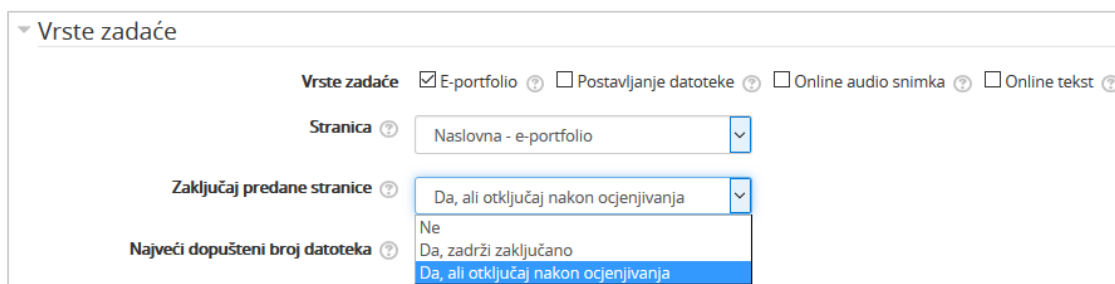 Vrste zadaće
Vrste zadaće E-portfolio Postavljanje datoteke Online audio snimka Online tekst
Stranica Naslovna - e-portfolio
Zaključaj predane stranice Da, ali otključaj nakon ocjenjivanja
Ne
Najveći dopušteni broj datoteka Da, zadrži zaključano
Da, ali otključaj nakon ocjenjivanja